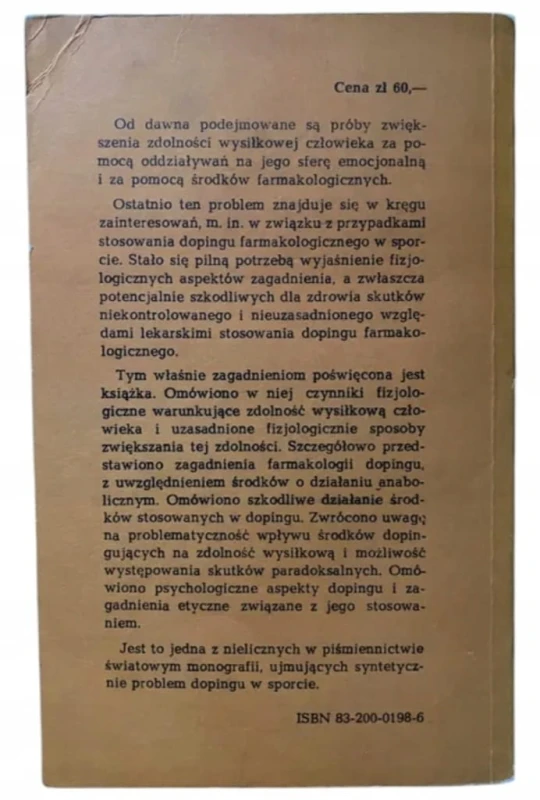 Cena zł 60,—
Od dawna podejmowane są próby zwięk-
szenia zdolności wysiłkowej człowieka za po-
mocą oddziaływań na jego sferę emocjonalną
i za pomocą środków farmakologicznych.
Ostatnio ten problem znajduje się w kręgu
zainteresowań, m. in. w związku z przypadkami
stosowania dopingu farmakologicznego w spor-
cie. Stało się pilną potrzebą wyjaśnienie fizjo-
logicznych aspektów zagadnienia, a zwłaszcza
potencjalnie szkodliwych dla zdrowia skutków
niekontrolowanego i nieuzasadnionego wzglę-
dami lekarskimi stosowania dopingu farmako-
logicznego.
Tym właśnie zagadnieniom poświęcona jest
książka. Omówiono w niej czynniki fizjolo-
giczne warunkujące zdolność wysiłkową czło-
wieka i uzasadnione fizjologicznie sposoby
zwiększania tej zdolności. Szczegółowo przed-
stawiono zagadnienia farmakologii dopingu,
z uwzględnieniem środków o działaniu anabo-
licznym. Omówiono szkodliwe działanie środ-
ków stosowanych w dopingu. Zwrócono uwagę
na problematyczność wpływu środków dopin-
gujących na zdolność wysiłkową i możliwość
występowania skutków paradoksalnych. Omó-
wiono psychologiczne aspekty dopingu i za-
gadnienia etyczne związane z jego stosowa-
niem.
Jest to jedna z nielicznych w piśmiennictwie
światowym monografii, ujmujących syntetycz-
nie problem dopingu w sporcie.
ISBN 83-200-0198-6